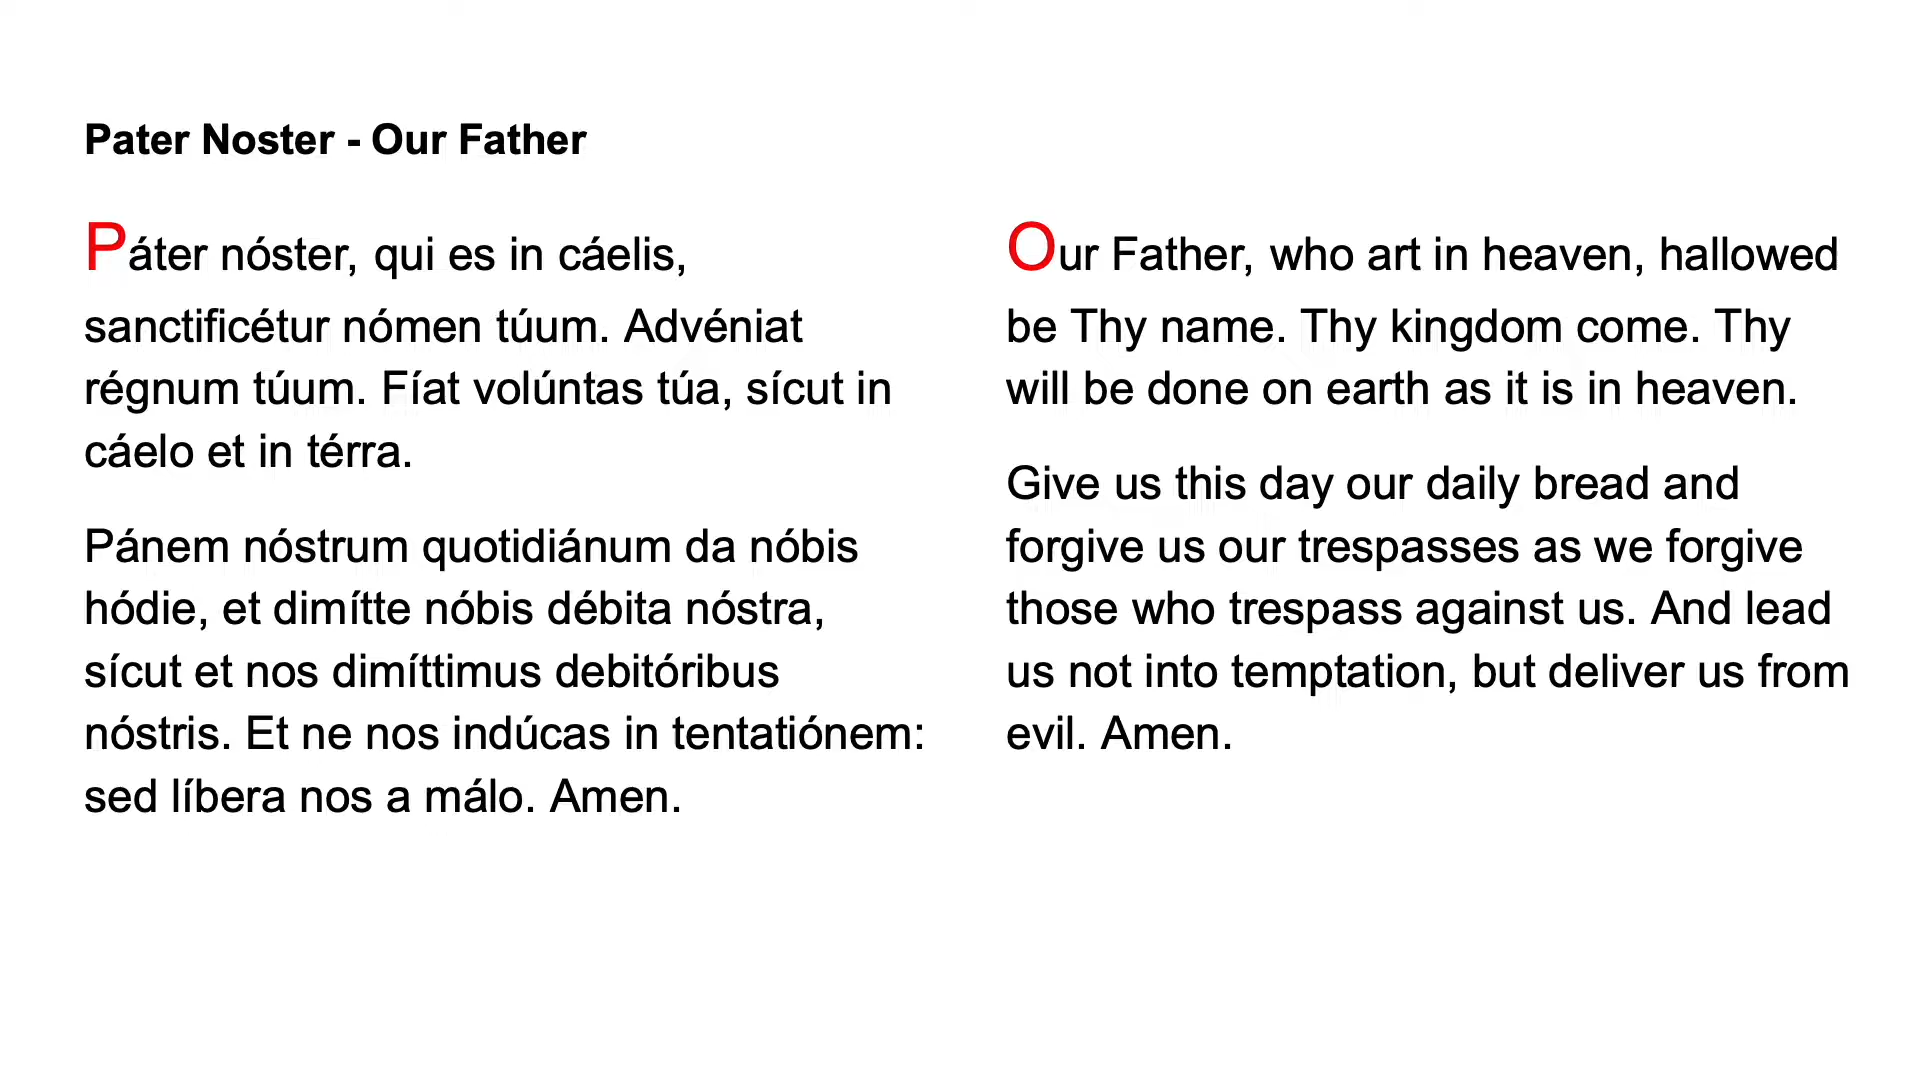 Pater Noster - Our Father
Páter nóster, qui es in cáelis,
sanctificétur nómen túum. Advéniat
régnum túum. Fíat volúntas túa, sícut in
cáelo et in térra.
Pánem nóstrum quotidiánum da nóbis
hódie, et dimítte nóbis débita nóstra,
sícut et nos dimíttimus debitóribus
nóstris. Et ne nos indúcas in tentatiónem:
sed líbera nos a málo. Amen.
Our Father, who art in heaven, hallowed
be Thy name. Thy kingdom come. Thy
will be done on earth as it is in heaven.
Give us this day our daily bread and
forgive us our trespasses as we forgive
those who trespass against us. And lead
us not into temptation, but deliver us from
evil. Amen.